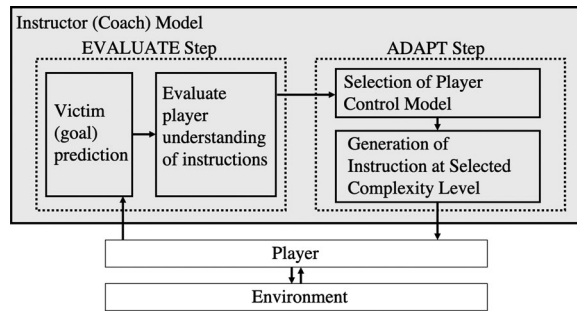 Instructor (Coach) Model
EVALUATE Step
ADAPT Step
Victim
(goal)
prediction
Evaluate
player
understanding
of instructions
Selection of Player
Control Model
Generation of
Instruction at Selected
Complexity Level
Player
Environment